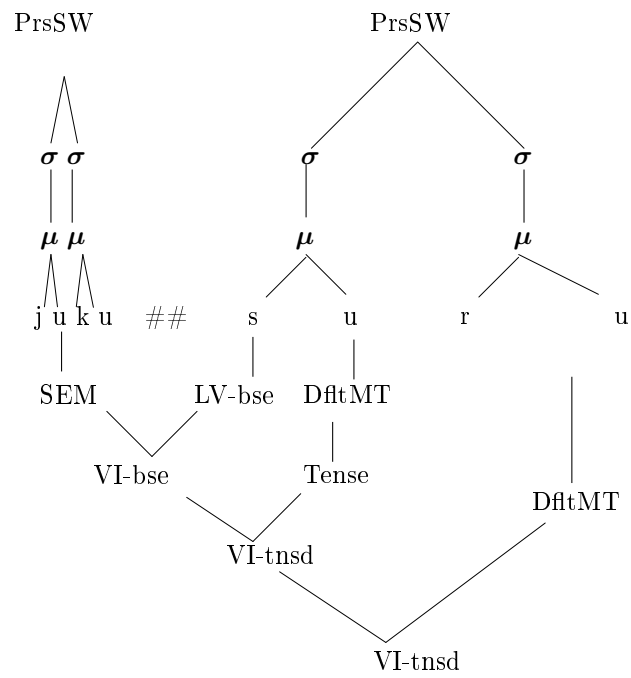 PrsSW PrsSW
σ σ σ σ
μ μ μ μ
j u k u ## s u r u
SEM LV-bse DfltMT
VI-bse Tense
DfltMT
VI-tnsd
VI-tnsd